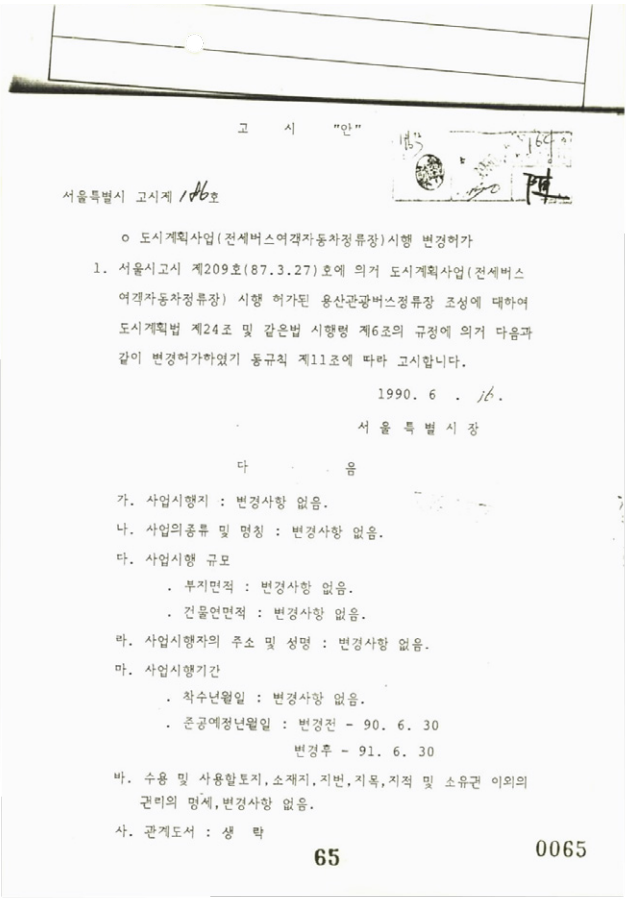 고 시 "안"
163
164
陣
서울특별시 고시제 186호
o 도시계획사업(전세버스여객자동차정류장)시행 변경허가
1. 서울시고시 제209호(87.3.27)호에 의거 도시계획사업(전세버스
여객자동차정류장) 시행 허가된 용산관광버스정류장 조성에 대하여
도시계획법 제24조 및 같은법 시행령 제6조의 규정에 의거 다음과
같이 변경허가하였기 동규칙 제11조에 따라 고시합니다.
1990. 6 . 16.
서 울 특 별 시 장
다 음
가. 사업시행지 : 변경사항 없음.
나. 사업의종류 및 명칭 : 변경사항 없음.
다. 사업시행 규모
. 부지면적 : 변경사항 없음.
. 건물연면적 : 변경사항 없음.
라. 사업시행자의 주소 및 성명 : 변경사항 없음.
마. 사업시행기간
. 착수년월일 : 변경사항 없음.
. 준공예정년월일 : 변경전 - 90. 6. 30
변경후 - 91. 6. 30
바. 수용 및 사용할토지,소재지,지번,지목,지적 및 소유권 이외의
권리의 명세,변경사항 없음.
사. 관계도서 : 생 략
65
0065